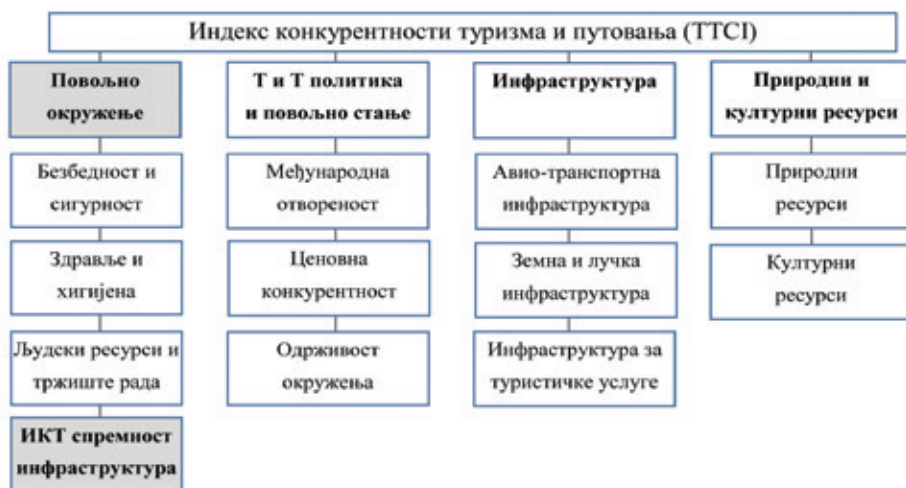 Индекс конкурентности туризма и путовања (TTCI)
Повољно
окружење
Безбедност и
сигурност
Здравље и
хигијена
Људски ресурси и
тржиште рада
ИКТ спремност
инфраструктура
Т и Т политика
и повољно стање
Међународна
отвореност
Ценовна
конкурентност
Одрживост
окружења
Инфраструктура
Авио-транспортна
инфраструктура
Земна и лучка
инфраструктура
Инфраструктура за
туристичке услуге
Природни и
културни ресурси
Природни
ресурси
Културни
ресурси